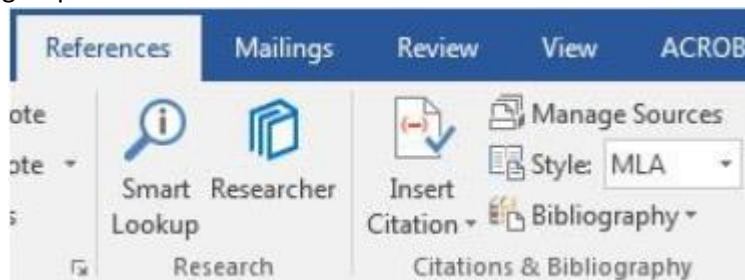 References Mailings Review View ACROB
ote Smart Lookup Researcher Insert Citation Manage Sources
ote Style: MLA
s Bibliography
Research Citations & Bibliography